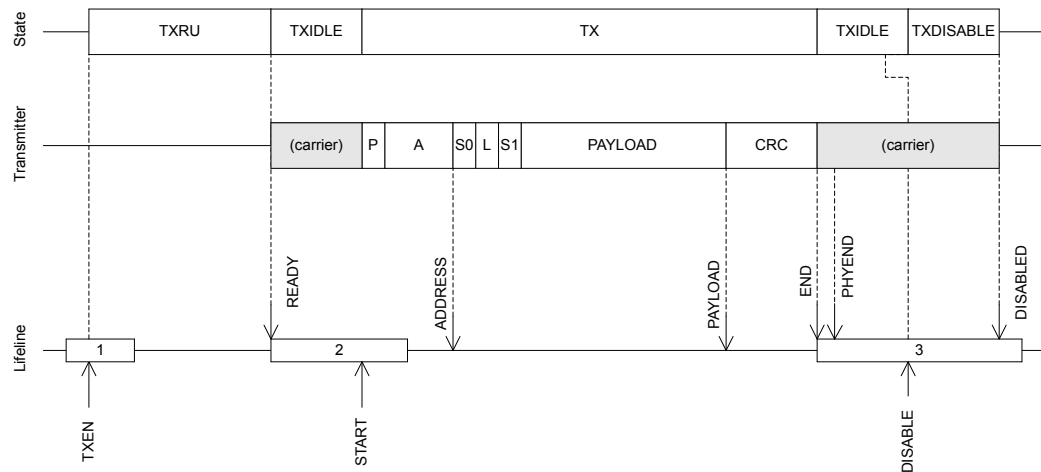 State
TXRU
TXIDLE
TX
TXIDLE
TXDISABLE
Transmitter
(carrier)
P
A
S0
L
S1
PAYLOAD
CRC
(carrier)
READY
ADDRESS
PAYLOAD
END
PHYEND
DISABLED
Lifeline
1
2
3
TXEN
START
DISABLE